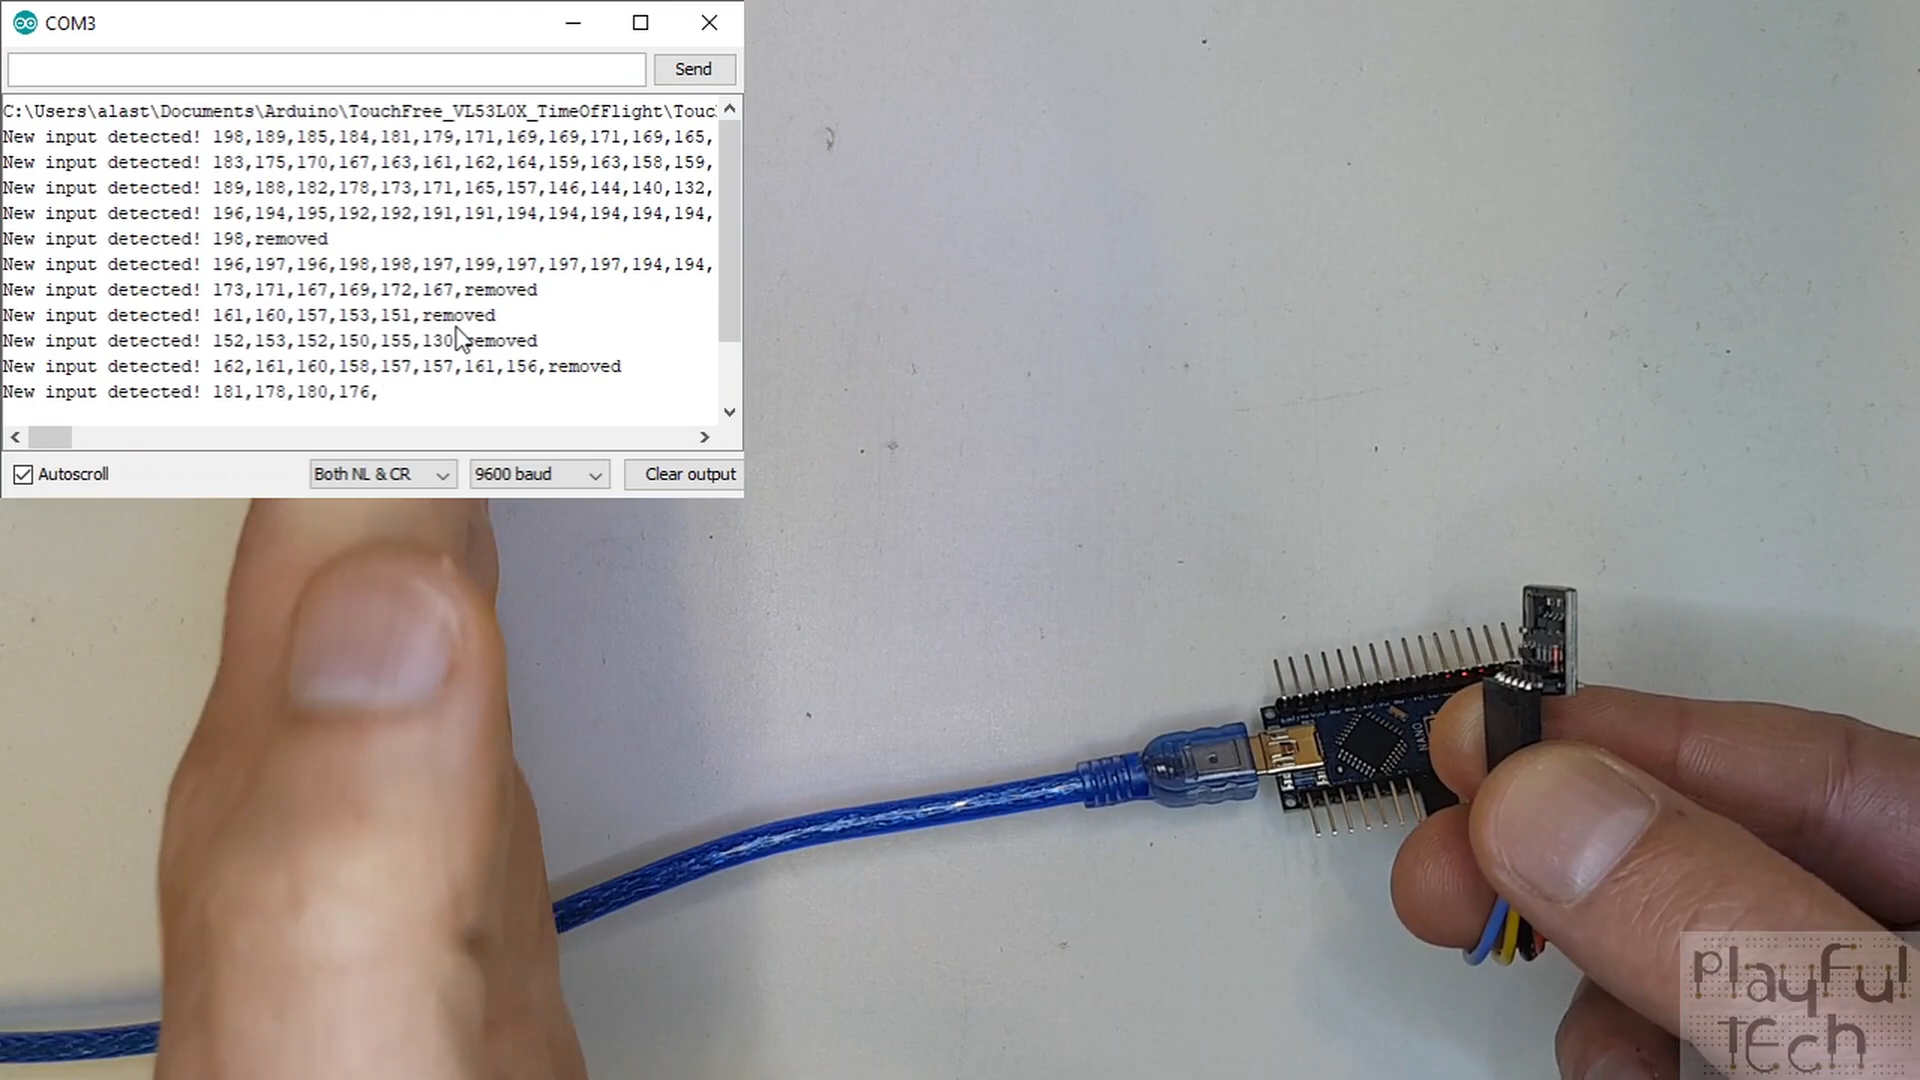 COM3
Send
C:\Users\alast\Documents\Arduino\TouchFree_VL53L0X_TimeOfFlight\Touc
New input detected! 198,189,185,184,181,179,171,169,169,171,169,165,
New input detected! 183,175,170,167,163,161,162,164,159,163,158,159,
New input detected! 189,188,182,178,173,171,165,157,146,144,140,132,
New input detected! 196,194,195,192,192,191,191,194,194,194,194,194,
New input detected! 198,removed
New input detected! 196,197,196,198,198,197,199,197,197,197,194,194,
New input detected! 173,171,167,169,172,167,removed
New input detected! 161,160,157,153,151,removed
New input detected! 152,153,152,150,155,130,removed
New input detected! 162,161,160,158,157,157,161,156,removed
New input detected! 181,178,180,176,
Autoscroll
Both NL & CR
9600 baud
Clear output
NANO
Playful
tEch